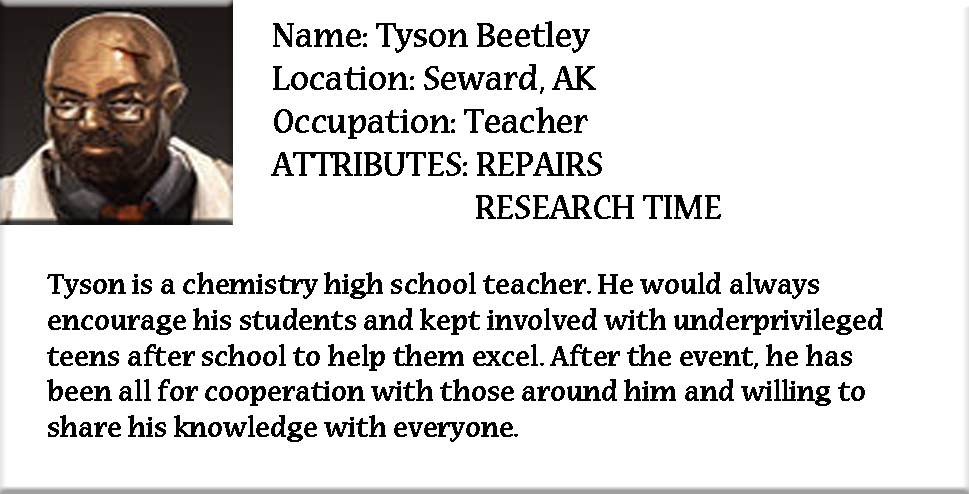 Name: Tyson Beetley
Location: Seward, AK
Occupation: Teacher
ATTRIBUTES: REPAIRS
RESEARCH TIME
Tyson is a chemistry high school teacher. He would always
encourage his students and kept involved with underprivileged
teens after school to help them excel. After the event, he has
been all for cooperation with those around him and willing to
share his knowledge with everyone.